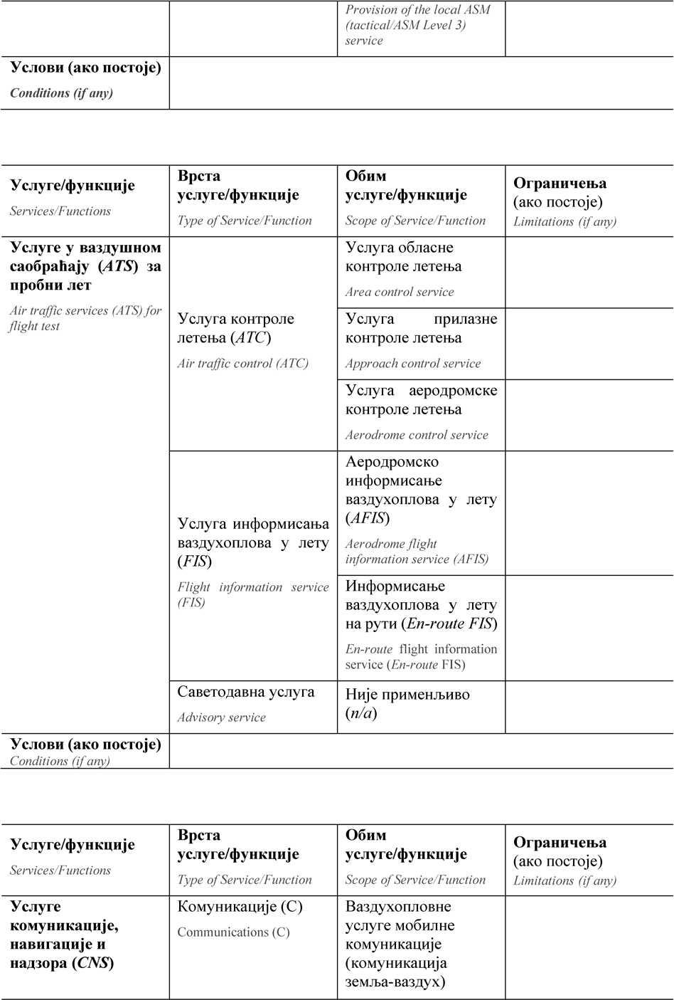 Provision of the local ASM
(tactical/ASM Level 3)
service
Услови (ако постоје)
Conditions (if any)
Услуге/функције
Services/Functions
Врста
услуге/функције
Type of Service/Function
Обим
услуге/функције
Scope of Service/Function
Ограничења
(ако постоје)
Limitations (if any)
Услуге у ваздушном
саобраћају (ATS) за
пробни лет
Air traffic services (ATS) for
flight test
Услуга контроле
летења (ATC)
Air traffic control (ATC)
Услуга обласне
контроле летења
Area control service
Услуга прилазне
контроле летења
Approach control service
Услуга аеродромске
контроле летења
Aerodrome control service
Услуга информисања
ваздухоплова у лету
(FIS)
Flight information service
(FIS)
Аеродромско
информисање
ваздухоплова у лету
(AFIS)
Aerodrome flight
information service (AFIS)
Информисање
ваздухоплова у лету
на рути (En-route FIS)
En-route flight information
service (En-route FIS)
Саветодавна услуга
Advisory service
Није применљиво
(n/a)
Услови (ако постоје)
Conditions (if any)
Услуге/функције
Services/Functions
Врста
услуге/функције
Type of Service/Function
Обим
услуге/функције
Scope of Service/Function
Ограничења
(ако постоје)
Limitations (if any)
Услуге
комуникације,
навигације и
надзора (CNS)
Комуникације (C)
Communications (C)
Ваздухопловне
услуге мобилне
комуникације
(комуникација
земља-ваздух)